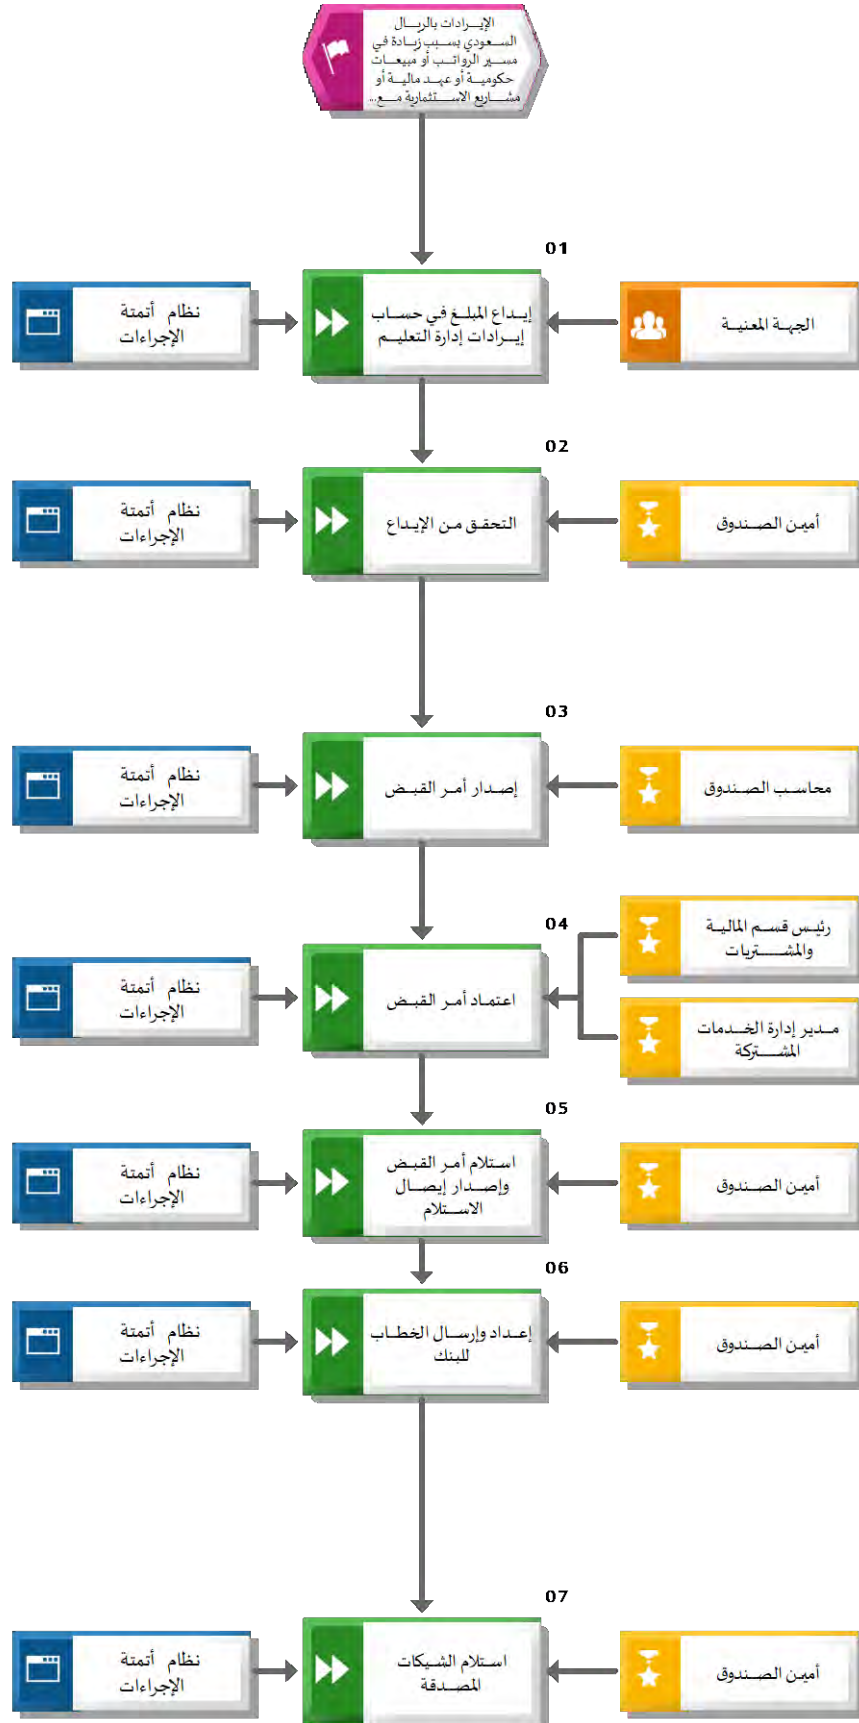 الإيرادات بالريال
السعودي بسبب زيادة في
مسير الرواتب أو مبيعات
حكومية أو عهد مالية أو
مشاريع الاستثمارية مع...
01
الجهة المعنية
إيداع المبلغ في حساب
إيرادات إدارة التعليم
نظام أتمتة
الإجراءات
02
أمين الصندوق
التحقق من الإيداع
نظام أتمتة
الإجراءات
03
محاسب الصندوق
إصدار أمر القبض
نظام أتمتة
الإجراءات
04
رئيس قسم المالية
والمشتريات
مدير إدارة الخدمات
المشتركة
اعتماد أمر القبض
نظام أتمتة
الإجراءات
05
أمين الصندوق
استلام أمر القبض
وإصدار إيصال
الاستلام
نظام أتمتة
الإجراءات
06
أمين الصندوق
إعداد وإرسال الخطاب
للبنك
نظام أتمتة
الإجراءات
07
أمين الصندوق
استلام الشيكات
المصدقة
نظام أتمتة
الإجراءات